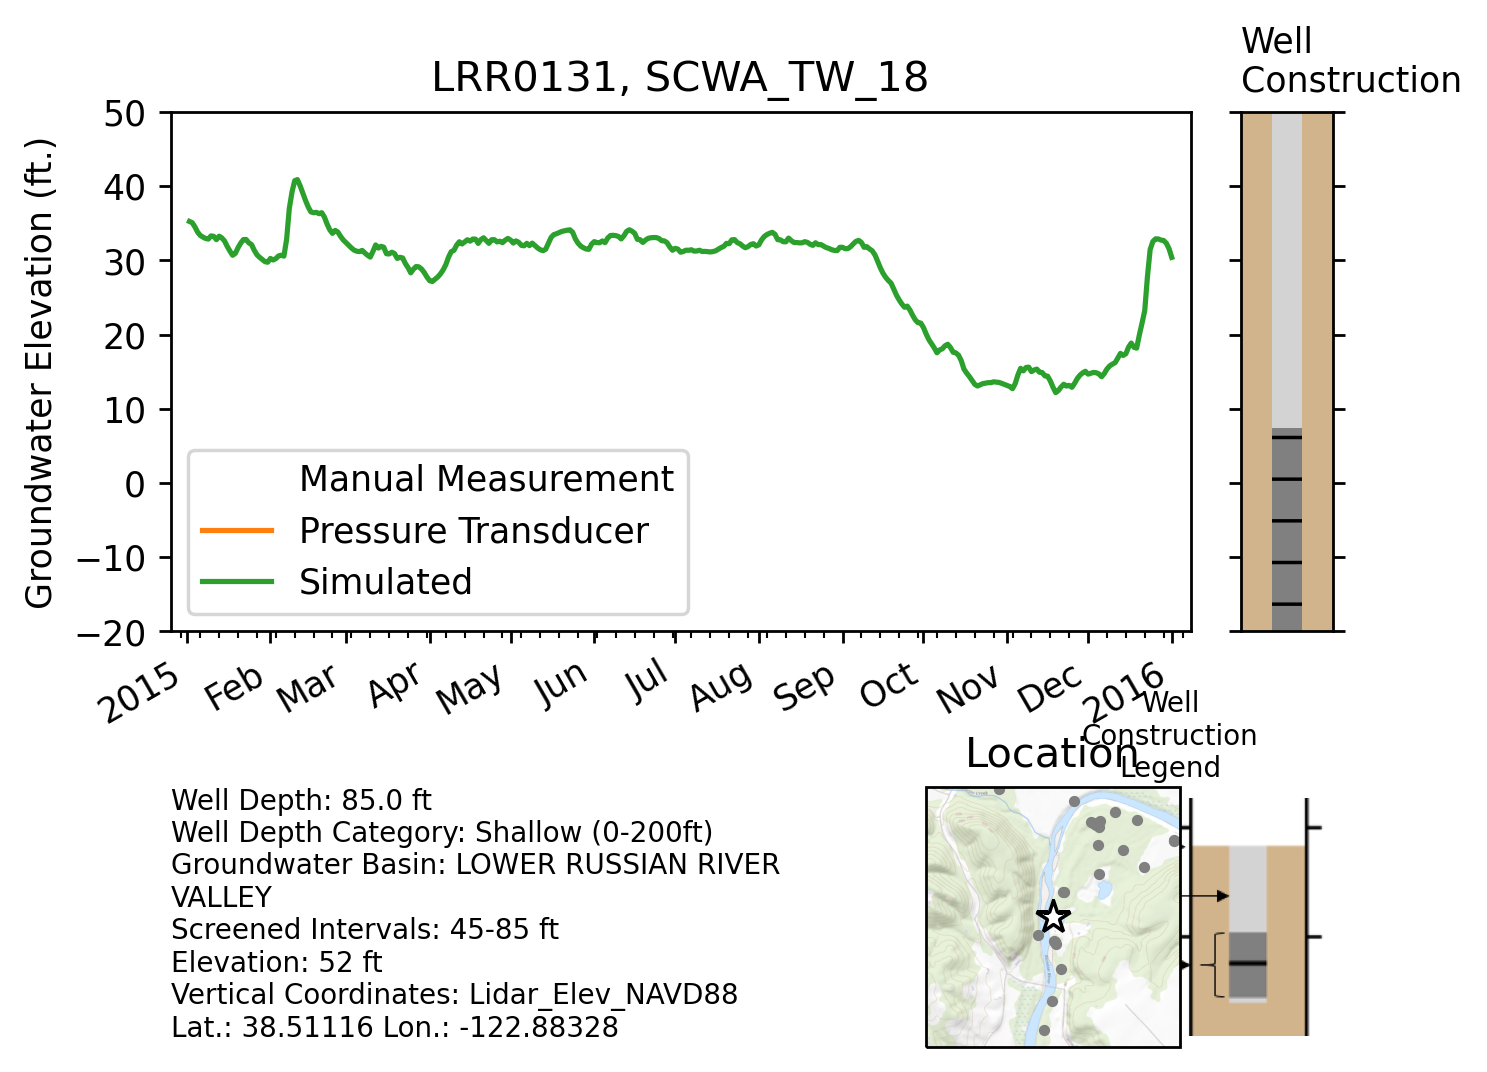 Well
Construction
LRR0131, SCWA_TW_18
Groundwater Elevation (ft.)
50
40
30
20
10
0
−10
−20
Manual Measurement
Pressure Transducer
Simulated
2015 Feb Mar Apr May Jun Jul Aug Sep Oct Nov Dec 2016
Well
Construction
Legend
Location
Well Depth: 85.0 ft
Well Depth Category: Shallow (0-200ft)
Groundwater Basin: LOWER RUSSIAN RIVER
VALLEY
Screened Intervals: 45-85 ft
Elevation: 52 ft
Vertical Coordinates: Lidar_Elev_NAVD88
Lat.: 38.51116 Lon.: -122.88328